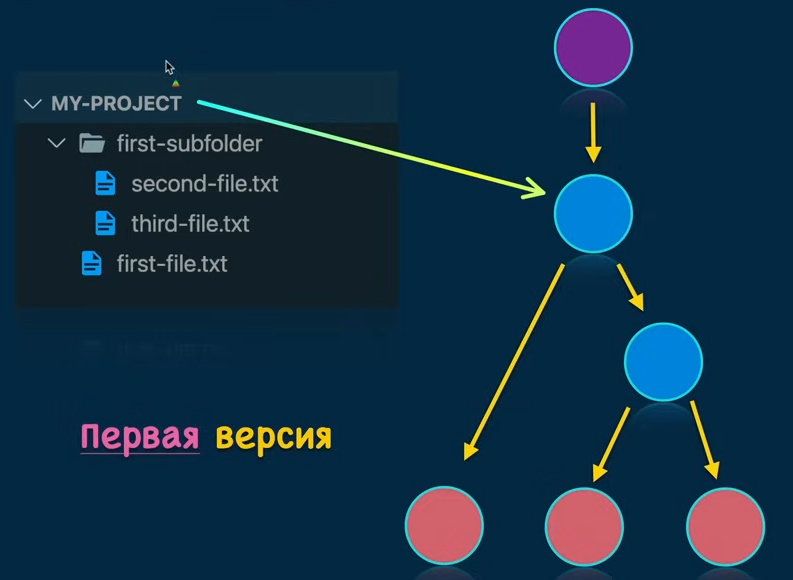 MY-PROJECT
first-subfolder
second-file.txt
third-file.txt
first-file.txt
Первая версия